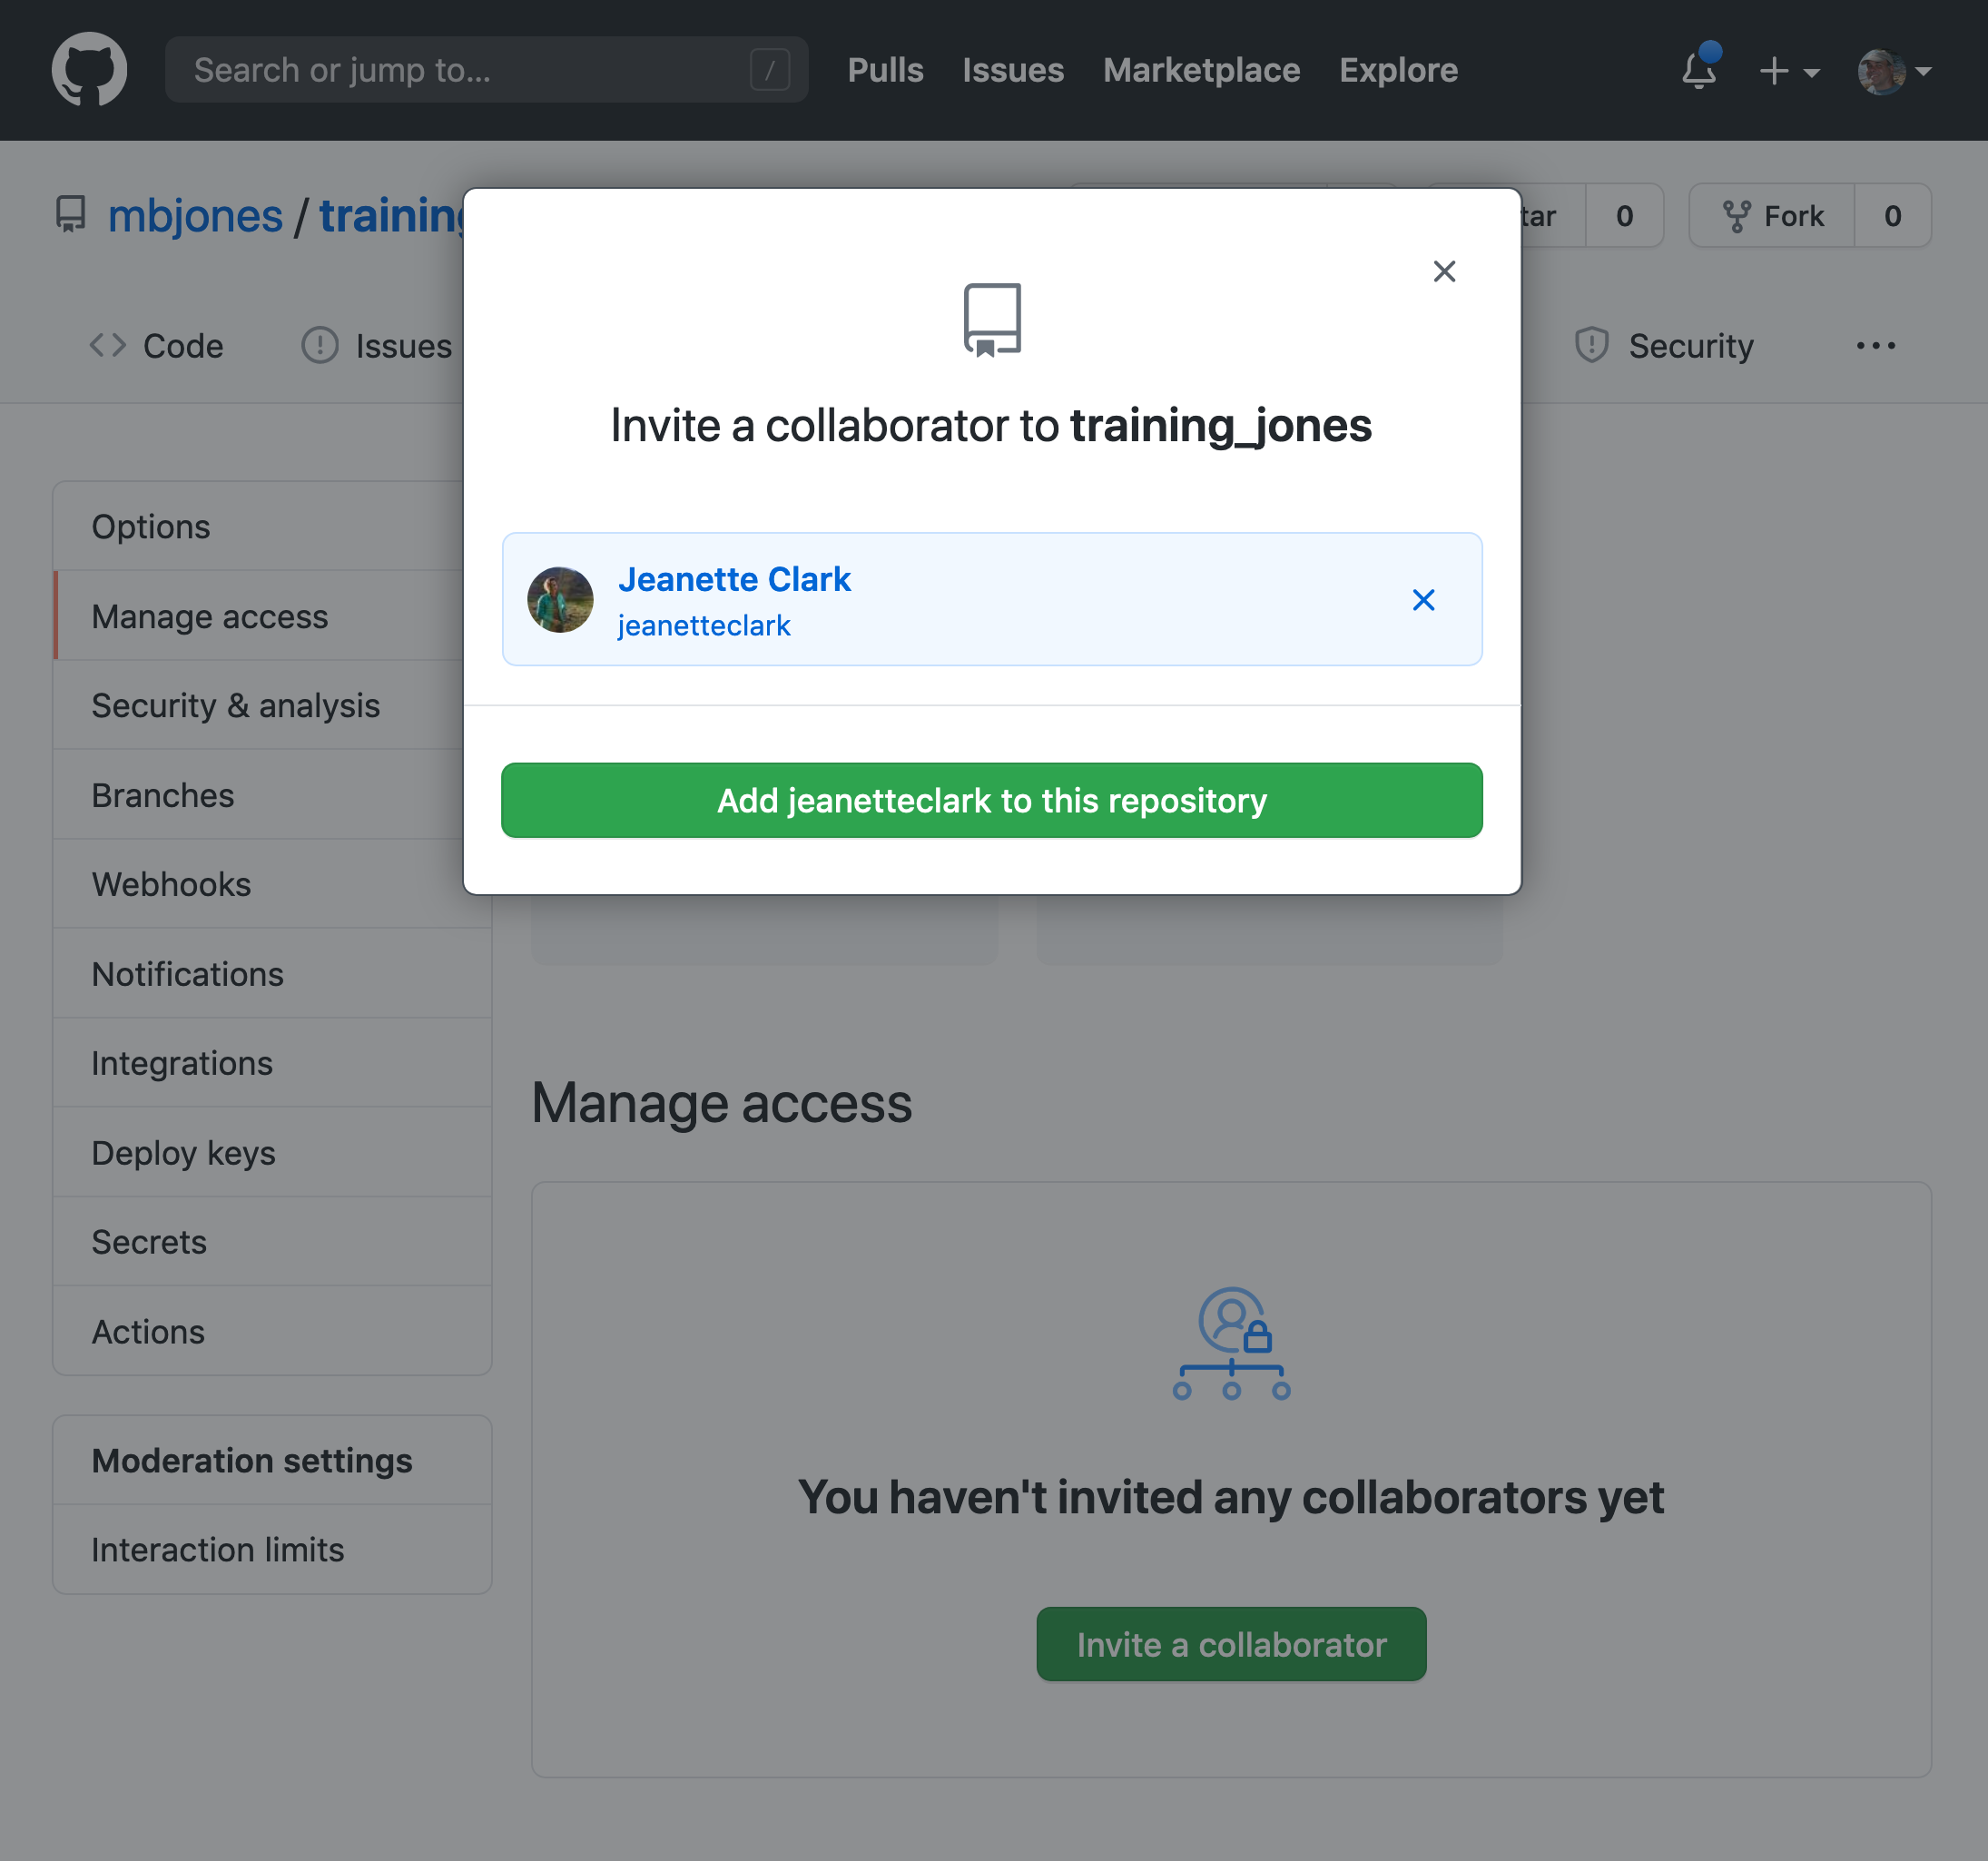 Search or jump to... /
Pulls Issues Marketplace Explore
mbjones / training
tar 0 Fork 0
Code Issues Security
Invite a collaborator to training_jones
Jeanette Clark
jeanetteclark
Add jeanetteclark to this repository
Options
Manage access
Security & analysis
Branches
Webhooks
Notifications
Integrations
Deploy keys
Secrets
Actions
Moderation settings
Interaction limits
Manage access
You haven't invited any collaborators yet
Invite a collaborator